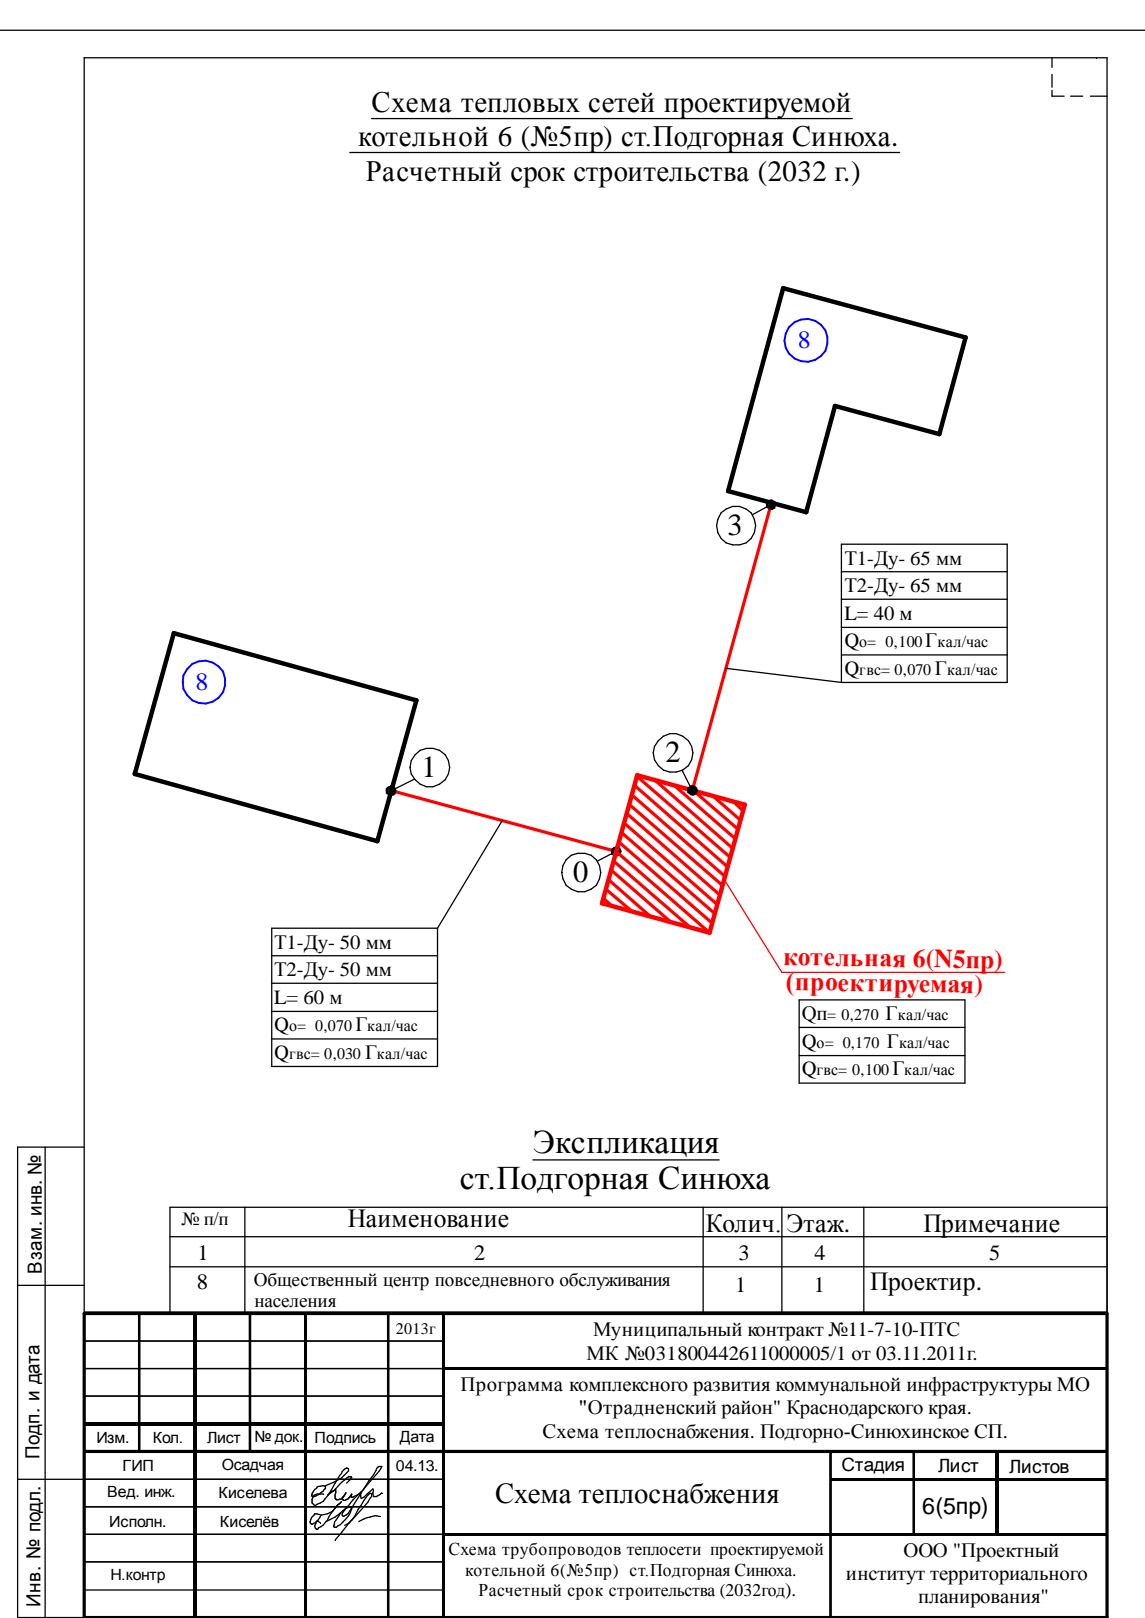 Схема тепловых сетей проектируемой
котельной 6 (№5пр) ст.Подгорная Синюха.
Расчетный срок строительства (2032 г.)
8
3
Т1-Ду- 65 мм
Т2-Ду- 65 мм
L= 40 м
Qо= 0,100 Гкал/час
Qгвс= 0,070 Гкал/час
8
1
2
0
Т1-Ду- 50 мм
Т2-Ду- 50 мм
L= 60 м
Qо= 0,070 Гкал/час
Qгвс= 0,030 Гкал/час
котельная 6(N5пр)
(проектируемая)
Qп= 0,270 Гкал/час
Qо= 0,170 Гкал/час
Qгвс= 0,100 Гкал/час
Экспликация
ст.Подгорная Синюха
№ п/п Наименование Колич. Этаж. Примечание
1 2 3 4 5
8 Общественный центр повседневного обслуживания населения 1 1 Проектир.
2013г
Муниципальный контракт №11-7-10-ПТС
МК №031800442611000005/1 от 03.11.2011г.
Программа комплексного развития коммунальной инфраструктуры МО
"Отрадненский район" Краснодарского края.
Схема теплоснабжения. Подгорно-Синюхинское СП.
Изм. Кол. Лист № док. Подпись Дата
ГИП Осадчая 04.13.
Вед. инж. Киселева
Исполн. Киселёв
Н.контр
Схема теплоснабжения
Стадия Лист Листов
6(5пр)
Схема трубопроводов теплосети проектируемой
котельной 6(№5пр) ст.Подгорная Синюха.
Расчетный срок строительства (2032год).
ООО "Проектный
институт территориального
планирования"
Взам. инв. №
Подп. и дата
Инв. № подл.